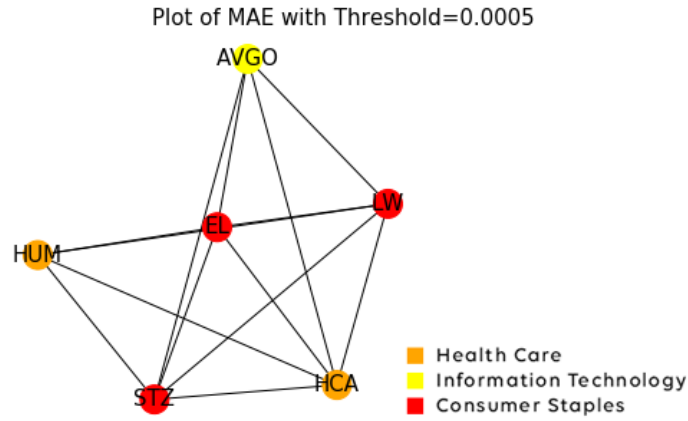 Plot of MAE with Threshold=0.0005
AVGO
LW
EL
HUM
HCA
STZ
Health Care
Information Technology
Consumer Staples